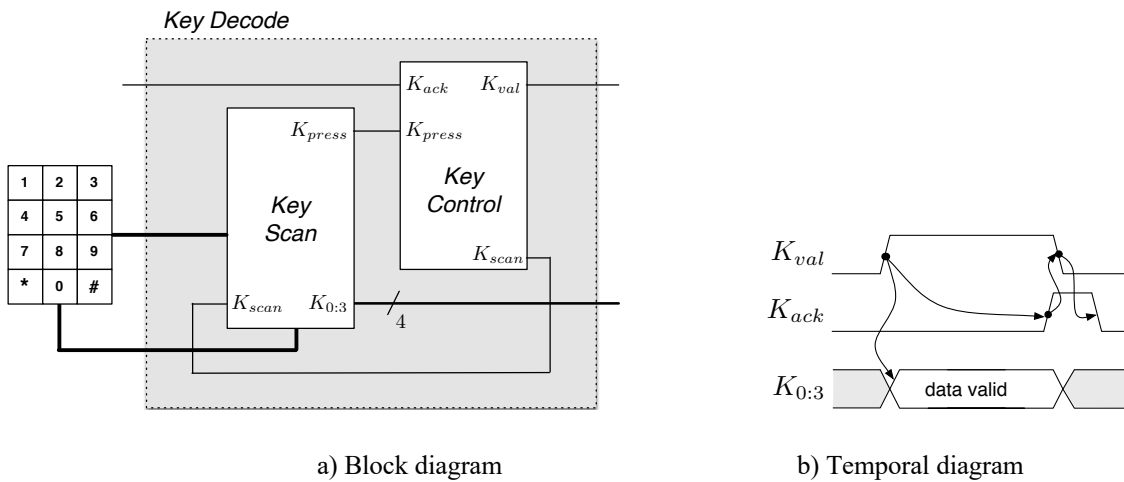 Key Decode
K_ack K_val
K_press K_press
Key
Control
Key
Scan
K_scan
K_scan K_0:3
4
1 2 3
4 5 6
7 8 9
* 0 #
K_val
K_ack
K_0:3 data valid
a) Block diagram
b) Temporal diagram